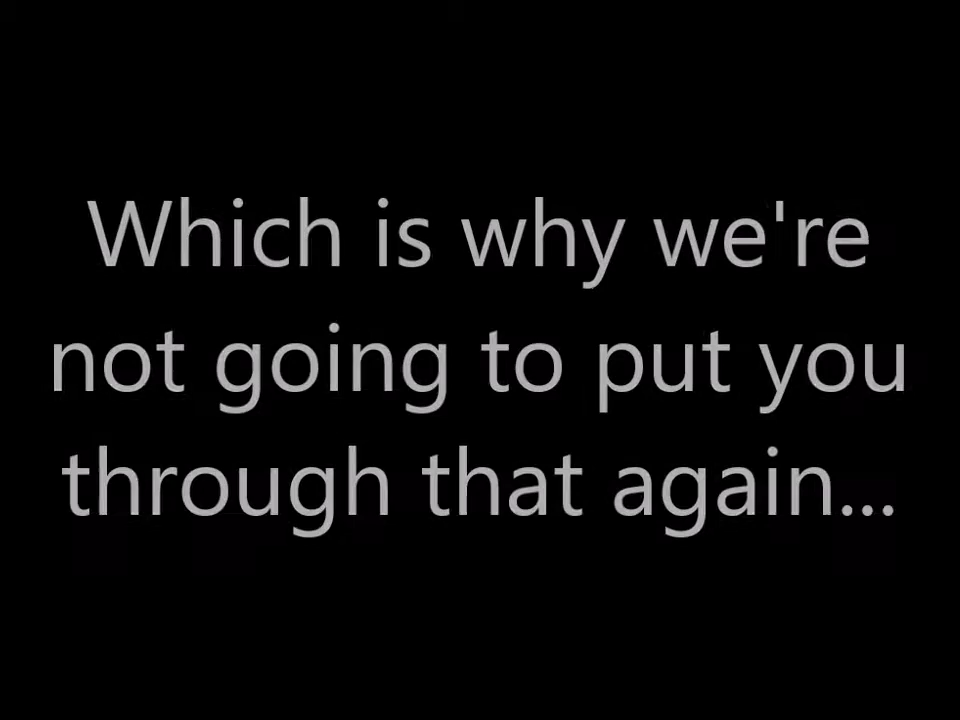 Which is why we're
not going to put you
through that again...